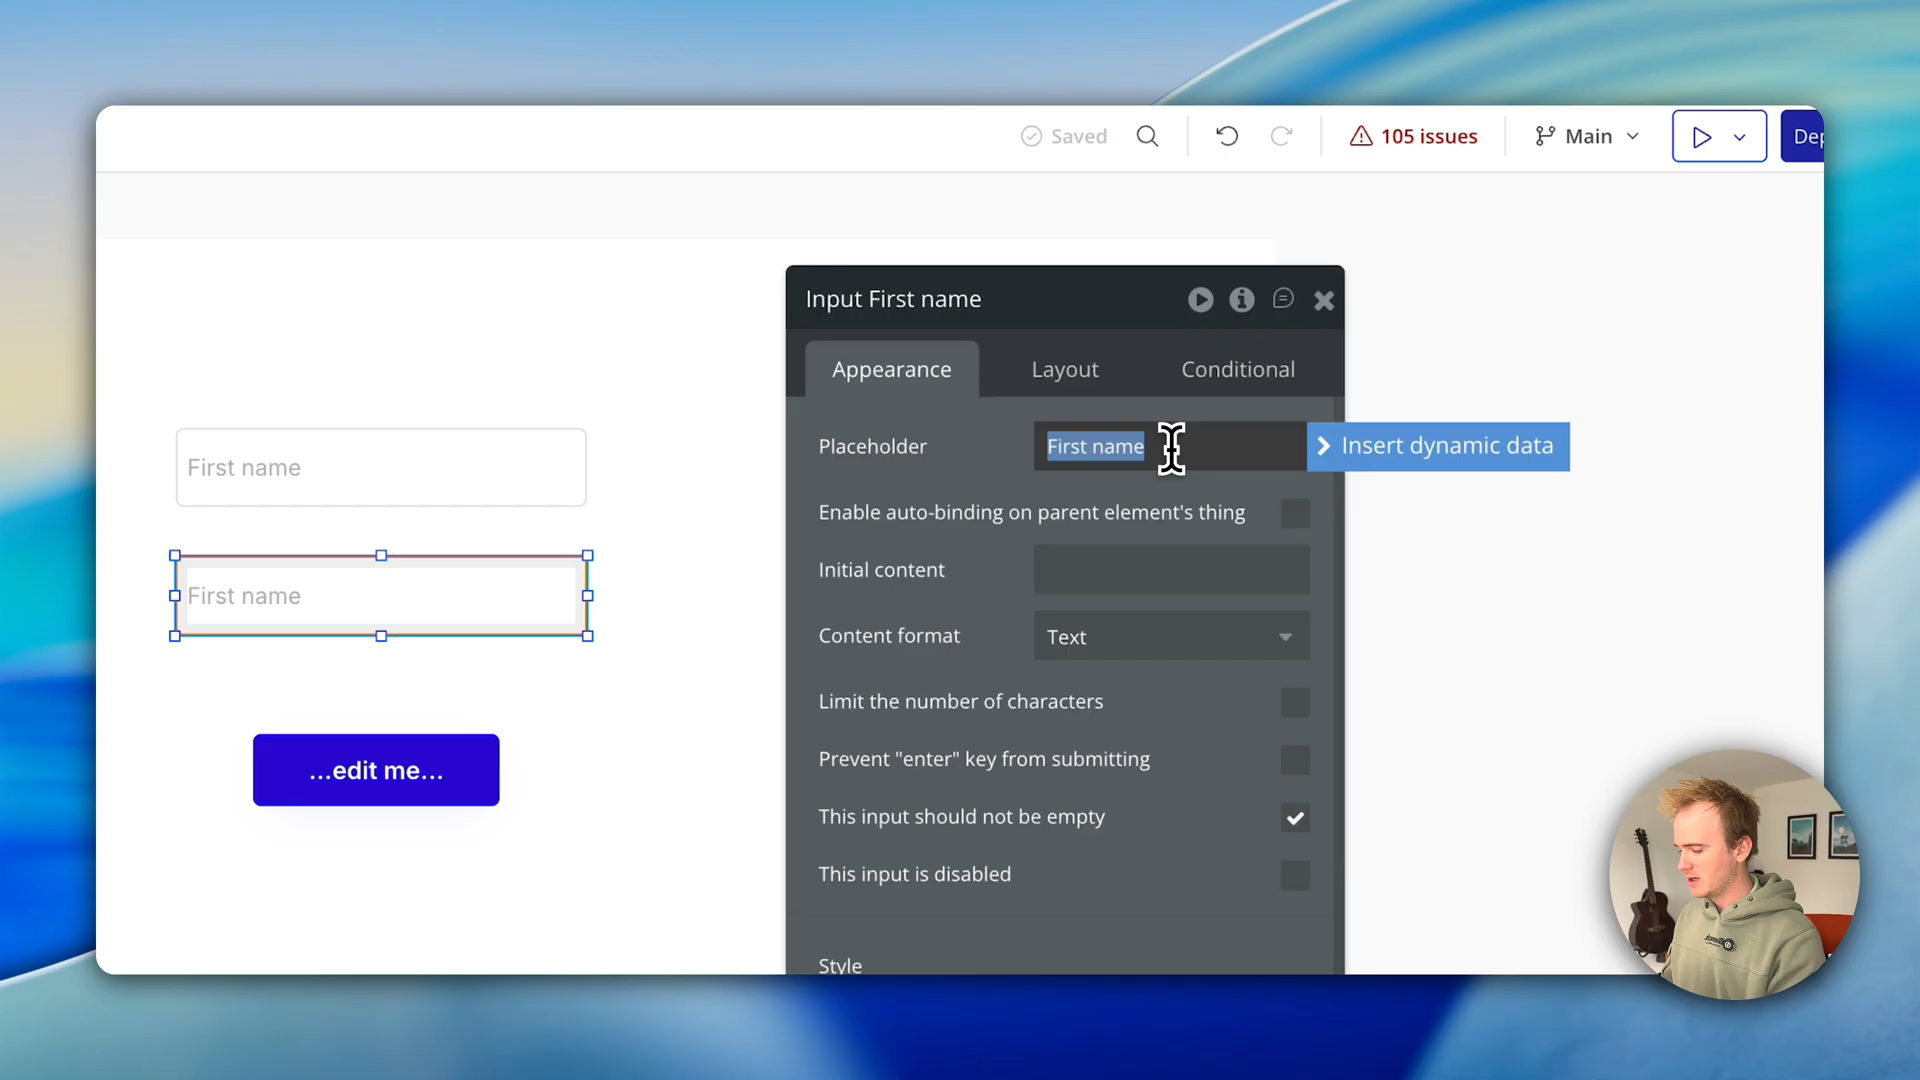 Saved
105 issues
Main
Dep
Input First name
Appearance
Layout
Conditional
Placeholder
First name
Insert dynamic data
Enable auto-binding on parent element's thing
Initial content
Content format
Text
Limit the number of characters
Prevent "enter" key from submitting
This input should not be empty
This input is disabled
Style
First name
First name
...edit me...